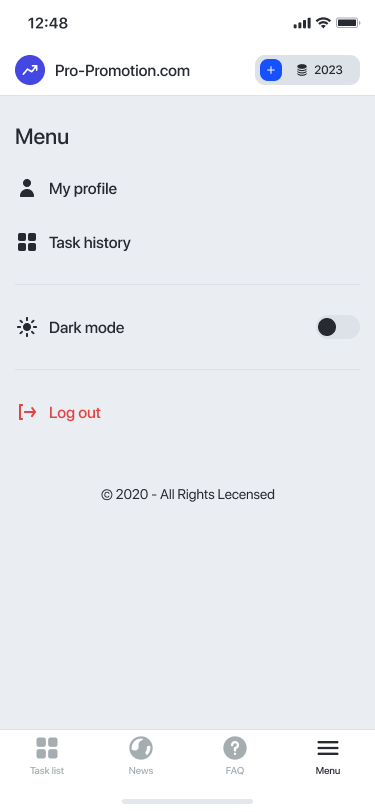 12:48
Pro-Promotion.com
2023
Menu
My profile
Task history
Dark mode
Log out
© 2020 - All Rights Lecensed
Task list
News
FAQ
Menu